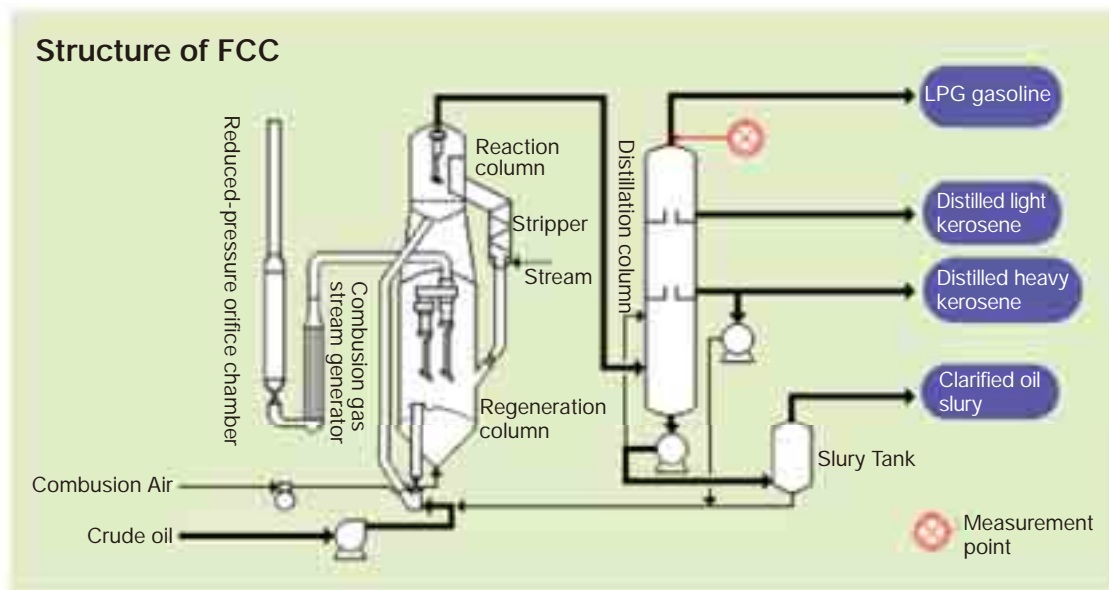 Structure of FCC
LPG gasoline
Reaction
column
Distillation column
Reduced-pressure orifice chamber
Stripper
Distilled light
kerosene
Stream
Distilled heavy
kerosene
Combusion gas
stream generator
Regeneration
column
Clarified oil
slury
Slury Tank
Combusion Air
Crude oil
Measurement
point